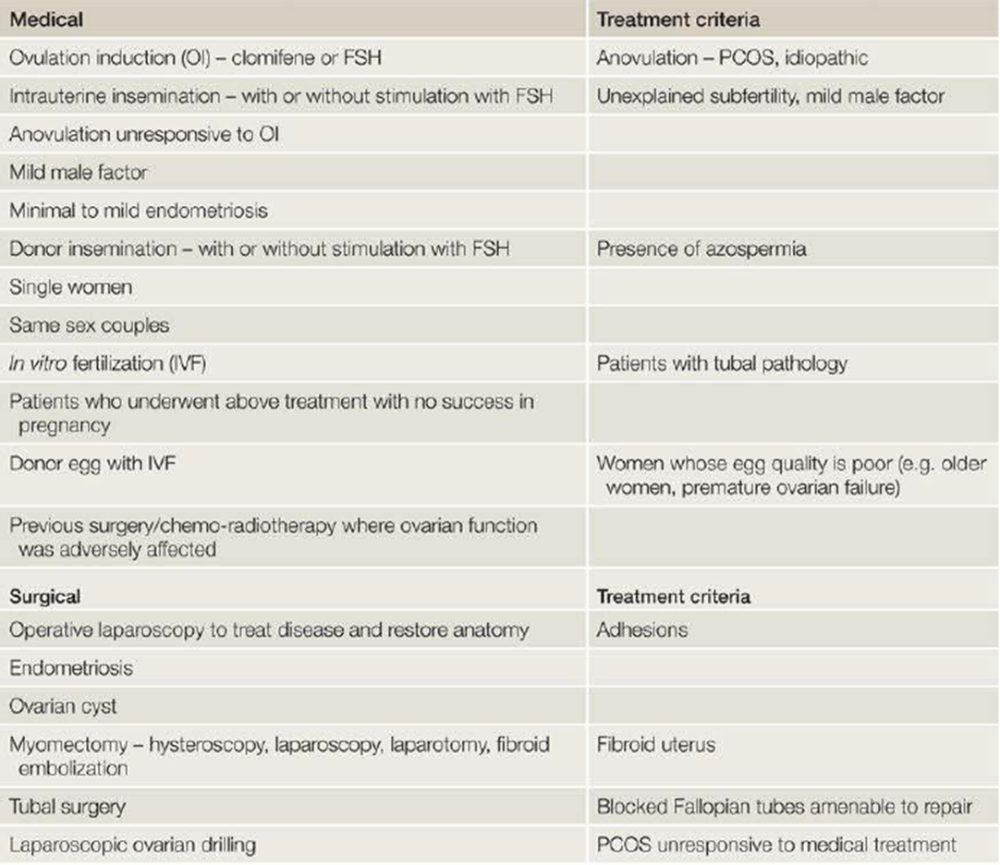 Medical
Treatment criteria
Ovulation induction (OI) – clomifene or FSH
Anovulation – PCOS, idiopathic
Intrauterine insemination – with or without stimulation with FSH
Unexplained subfertility, mild male factor
Anovulation unresponsive to OI
Mild male factor
Minimal to mild endometriosis
Donor insemination – with or without stimulation with FSH
Presence of azospermia
Single women
Same sex couples
In vitro fertilization (IVF)
Patients with tubal pathology
Patients who underwent above treatment with no success in
pregnancy
Donor egg with IVF
Women whose egg quality is poor (e.g. older
women, premature ovarian failure)
Previous surgery/chemo-radiotherapy where ovarian function
was adversely affected
Surgical
Treatment criteria
Operative laparoscopy to treat disease and restore anatomy
Adhesions
Endometriosis
Ovarian cyst
Myomectomy – hysteroscopy, laparoscopy, laparotomy, fibroid
embolization
Fibroid uterus
Tubal surgery
Blocked Fallopian tubes amenable to repair
Laparoscopic ovarian drilling
PCOS unresponsive to medical treatment